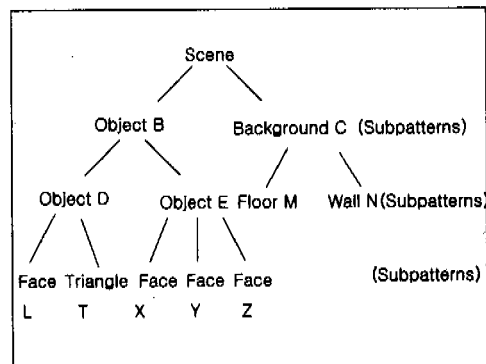 Scene
Object B Background C (Subpatterns)
Object D Object E Floor M Wall N (Subpatterns)
Face Triangle Face Face Face (Subpatterns)
L T X Y Z